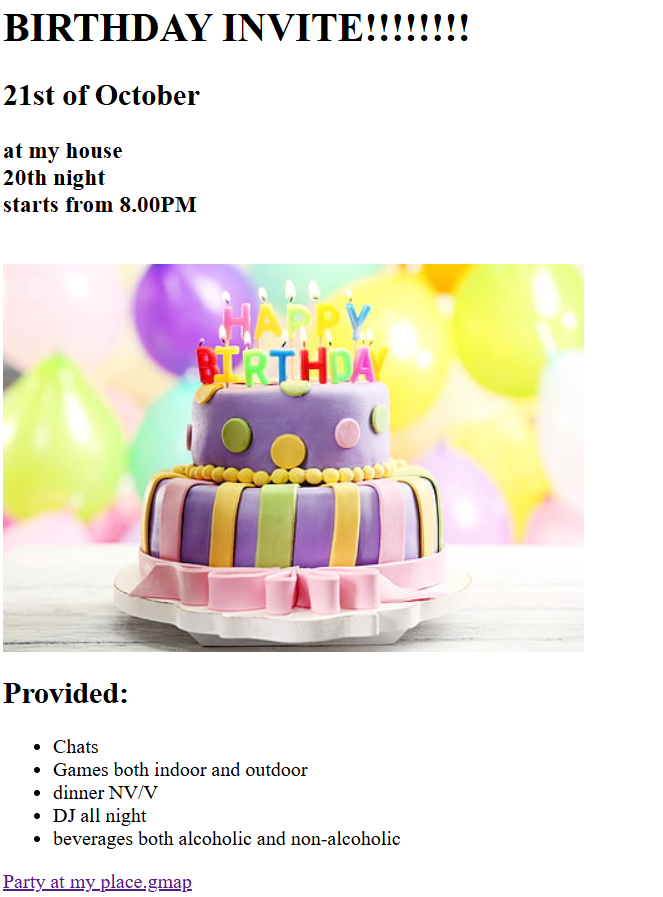 BIRTHDAY INVITE!!!!!!!!
21st of October
at my house
20th night
starts from 8.00PM
HAPPY
BIRTHDAY
Provided:
Chats
Games both indoor and outdoor
dinner NV/V
DJ all night
beverages both alcoholic and non-alcoholic
Party at my place.gmap